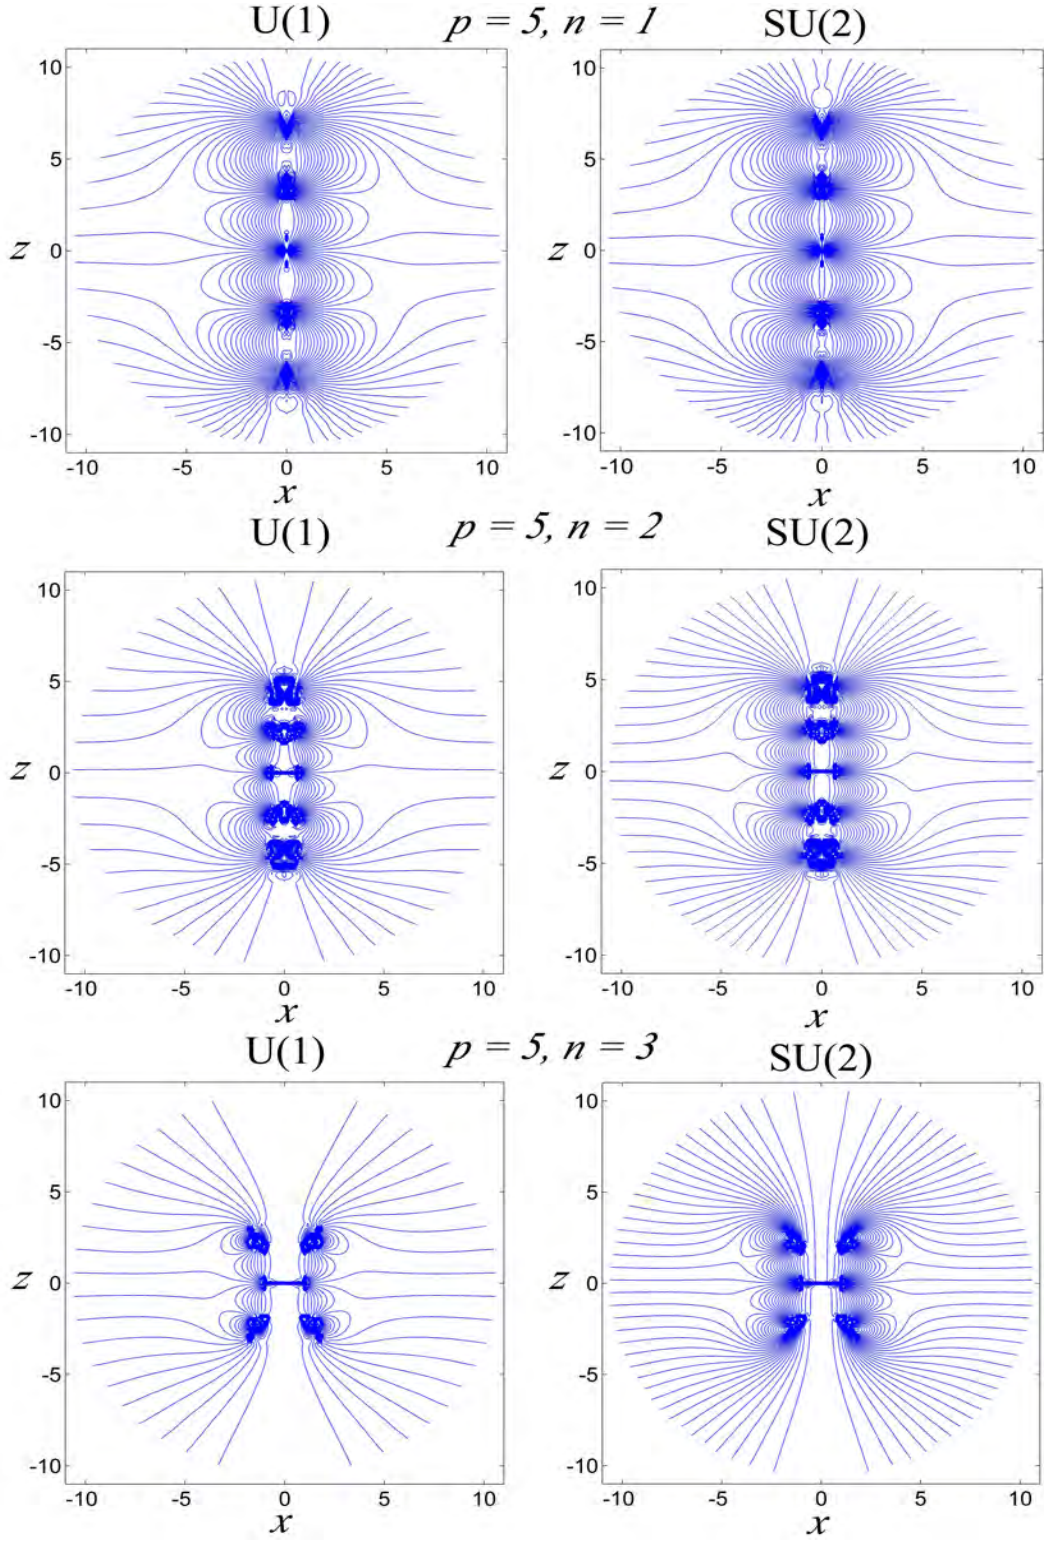 U(1) p = 5, n = 1 SU(2)
10 10
5 5
z 0 z 0
-5 -5
-10 -10
-10 -5 0 5 10 -10 -5 0 5 10
x x
U(1) p = 5, n = 2 SU(2)
10 10
5 5
z 0 z 0
-5 -5
-10 -10
-10 -5 0 5 10 -10 -5 0 5 10
x x
U(1) p = 5, n = 3 SU(2)
10 10
5 5
z 0 z 0
-5 -5
-10 -10
-10 -5 0 5 10 -10 -5 0 5 10
x x